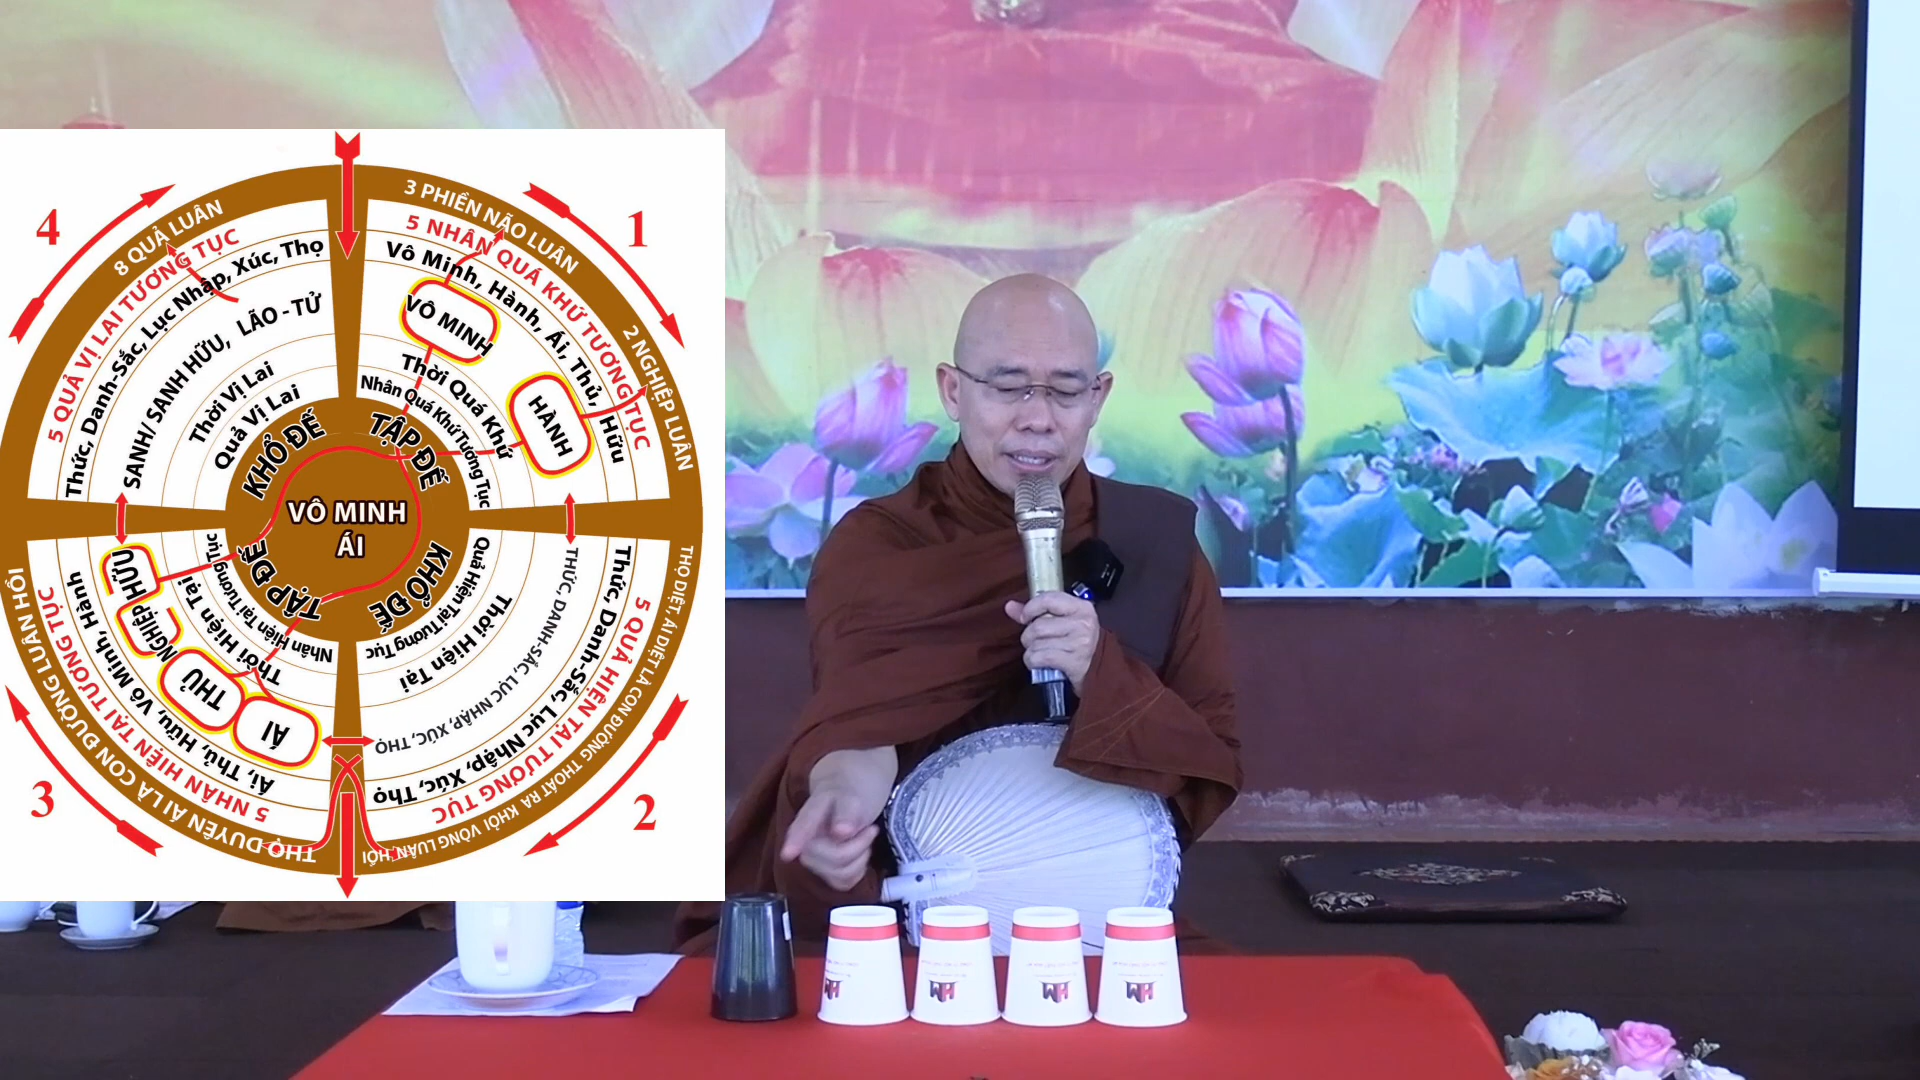 4
1
8 QUẢ LUÂN
5 QUẢ VỊ LAI TƯƠNG TỤC
Thức, Danh-Sắc, Lục Nhập, Xúc, Thọ
SANH/ SANH HỮU, LÃO - TỬ
Thời Vị Lai
Quả Vị Lai
KHỔ ĐẾ
3 PHIỀN NÃO LUÂN
2 NGHIỆP LUÂN
5 NHÂN QUÁ KHỨ TƯƠNG TỤC
Vô Minh, Hành, Ái, Thủ, Hữu
VÔ MINH
HÀNH
Thời Quá Khứ
Nhân Quá Khứ Tương Tục
TẬP ĐẾ
VÔ MINH
ÁI
KHỔ ĐẾ
Quả Hiện Tại Tương Tục
Thời Hiện Tại
THỨC, DANH-SẮC, LỤC NHẬP, XÚC, THỌ
Thức, Danh-Sắc, Lục Nhập, Xúc, Thọ
5 QUẢ HIỆN TẠI TƯƠNG TỤC
THỌ DIỆT, ÁI DIỆT LÀ CON ĐƯỜNG THOÁT RA KHỎI VÒNG LUÂN HỒI
TẬP ĐẾ
Nhân Hiện Tại Tương Tục
Thời Hiện Tại
ÁI
THỦ
NGHIỆP HỮU
Ái, Thủ, Hữu, Vô Minh, Hành
5 NHÂN HIỆN TẠI TƯƠNG TỤC
THỌ DUYÊN ÁI LÀ CON ĐƯỜNG LUÂN HỒI
3
2